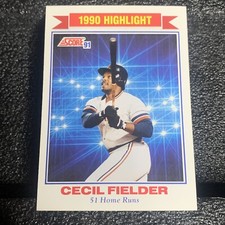 1990 HIGHLIGHT
SCORE
91
CECIL FIELDER
51 Home Runs